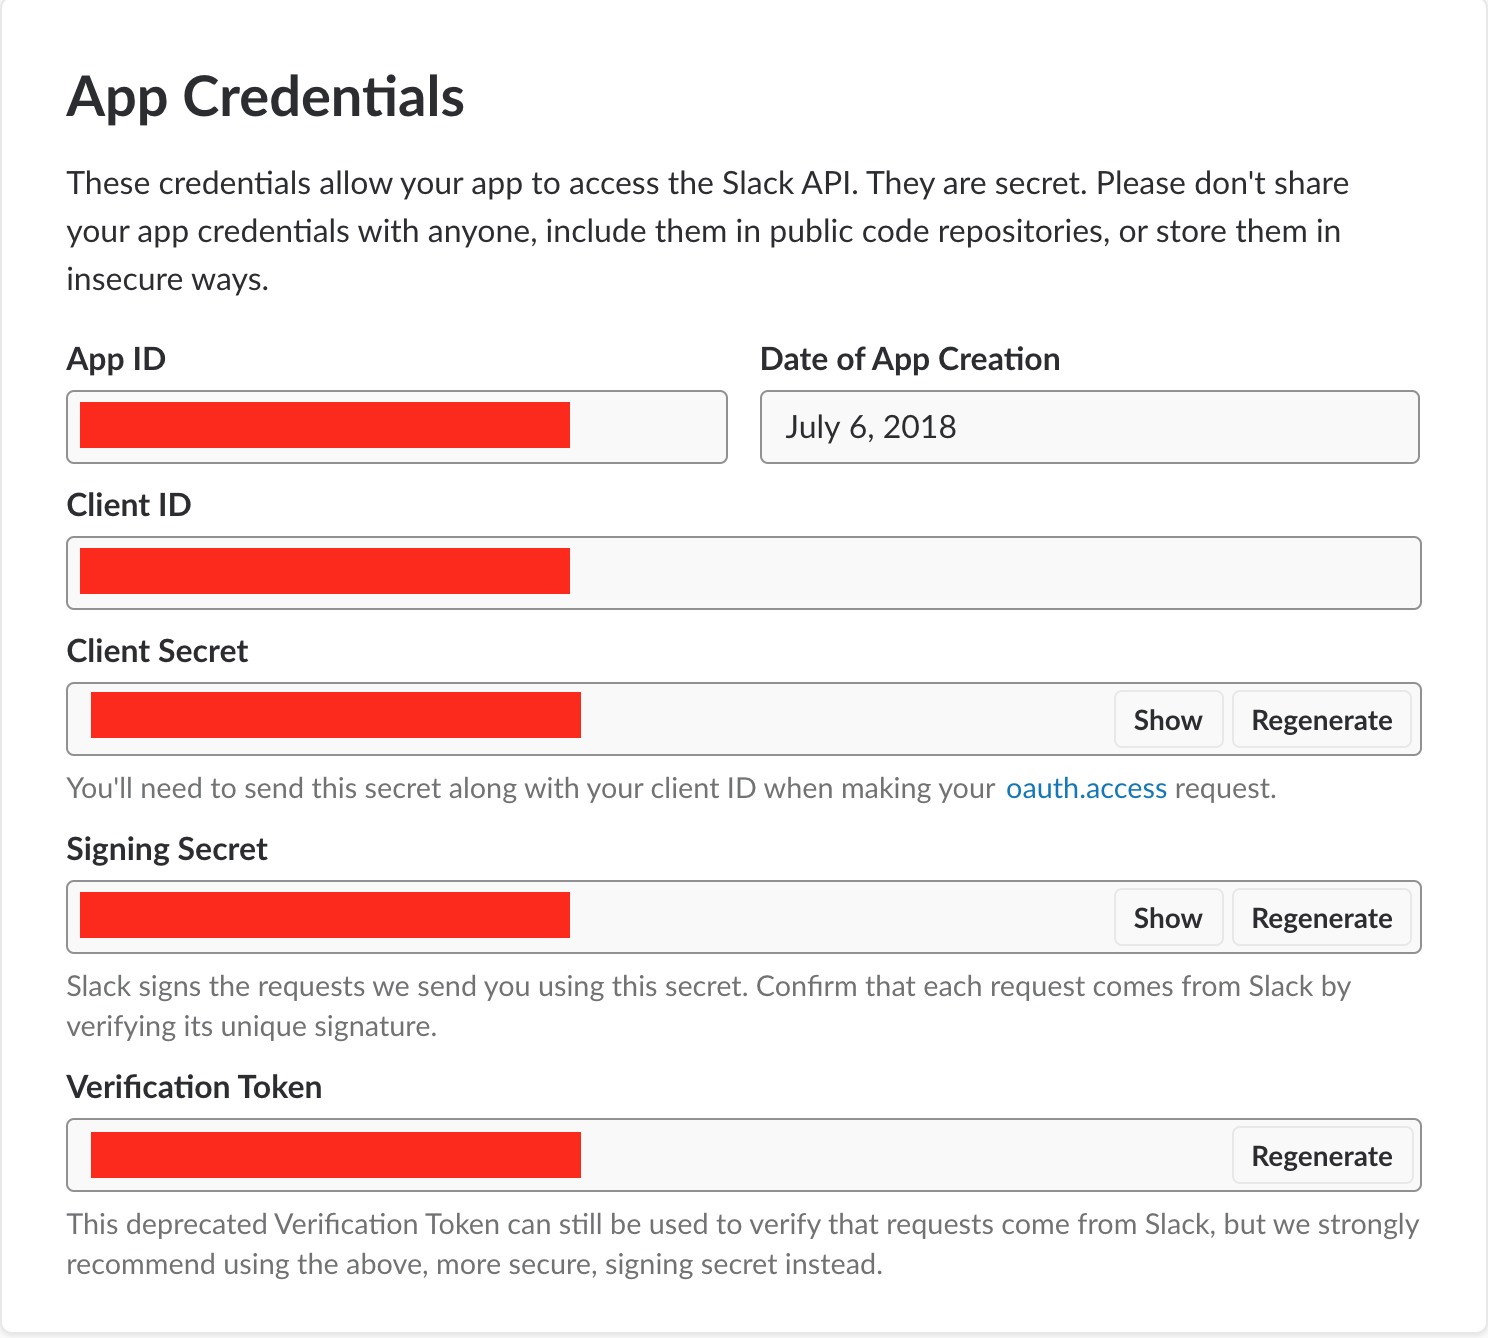 App Credentials
These credentials allow your app to access the Slack API. They are secret. Please don't share
your app credentials with anyone, include them in public code repositories, or store them in
insecure ways.
App ID
Date of App Creation
July 6, 2018
Client ID
Client Secret
Show
Regenerate
You'll need to send this secret along with your client ID when making your oauth.access request.
Signing Secret
Show
Regenerate
Slack signs the requests we send you using this secret. Confirm that each request comes from Slack by
verifying its unique signature.
Verification Token
Regenerate
This deprecated Verification Token can still be used to verify that requests come from Slack, but we strongly
recommend using the above, more secure, signing secret instead.